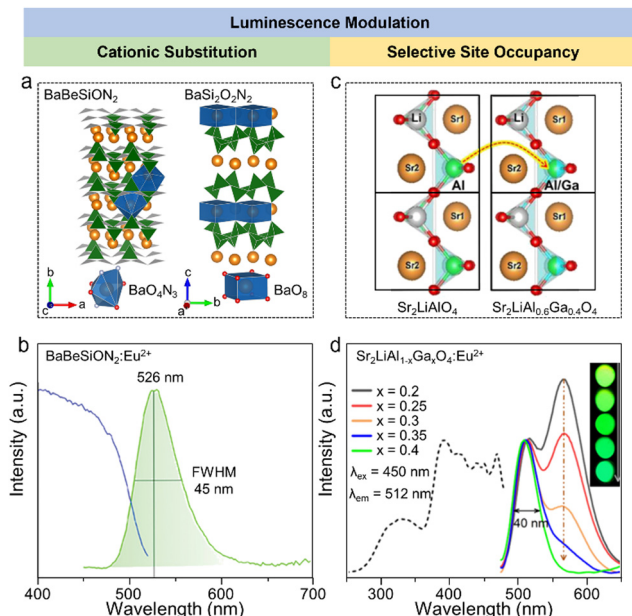 Luminescence Modulation
Cationic Substitution
Selective Site Occupancy
a
BaBeSiON₂
BaSi₂O₂N₂
b
c
a
BaO₄N₃
c
a
b
BaO₈
c
Li
Sr1
Li
Sr1
Sr2
Al
Sr2
Al/Ga
Sr1
Sr1
Sr2
Sr2
Sr₂LiAlO₄
Sr₂LiAl₀.₆Ga₀.₄O₄
b
BaBeSiON₂:Eu²⁺
526 nm
FWHM
45 nm
Intensity (a.u.)
400
500
600
700
Wavelength (nm)
d
Sr₂LiAl₁₋ₓGaₓO₄:Eu²⁺
x = 0.2
x = 0.25
x = 0.3
x = 0.35
x = 0.4
λex = 450 nm
λem = 512 nm
40 nm
Intensity (a.u.)
300
400
500
600
Wavelength (nm)